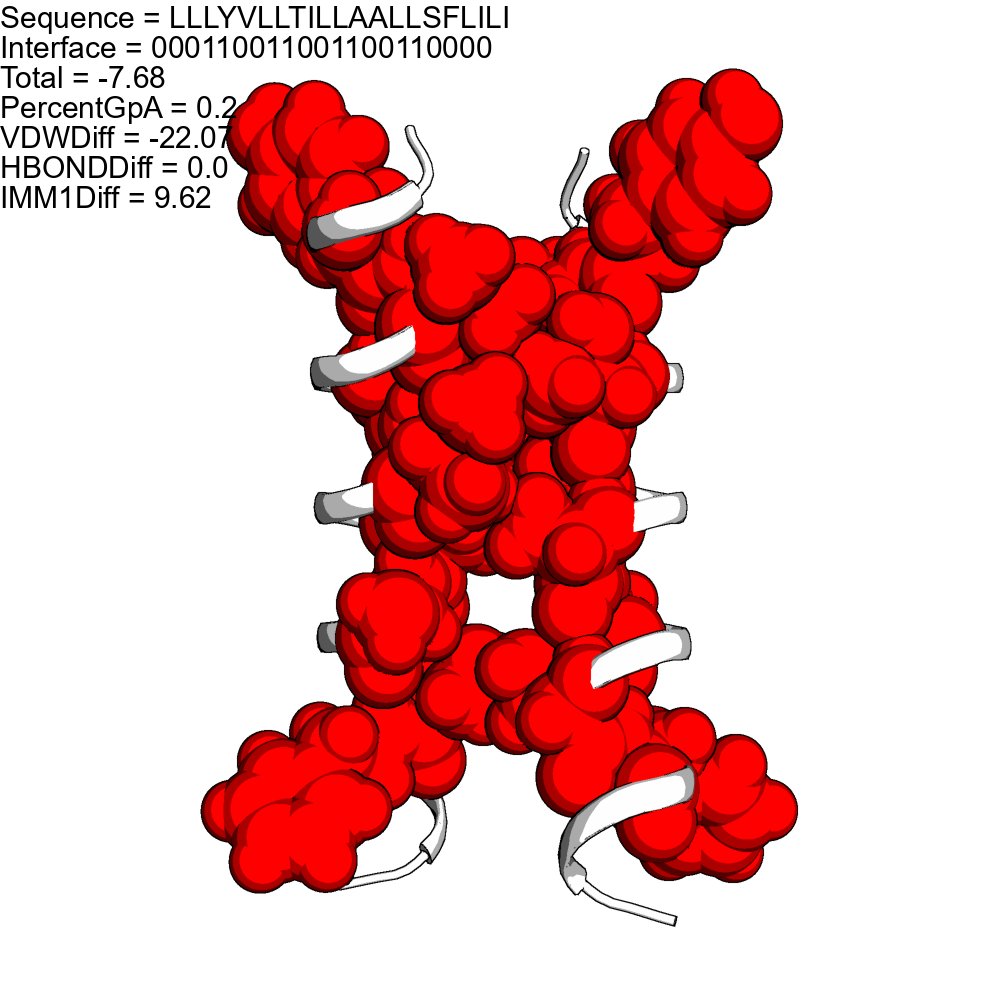 Sequence = LLLYVLLTILLAALLSFLILI
Interface = 000110011001100110000
Total = -7.68
PercentGpA = 0.2
VDWDiff = -22.07
HBONDDiff = 0.0
IMM1Diff = 9.62